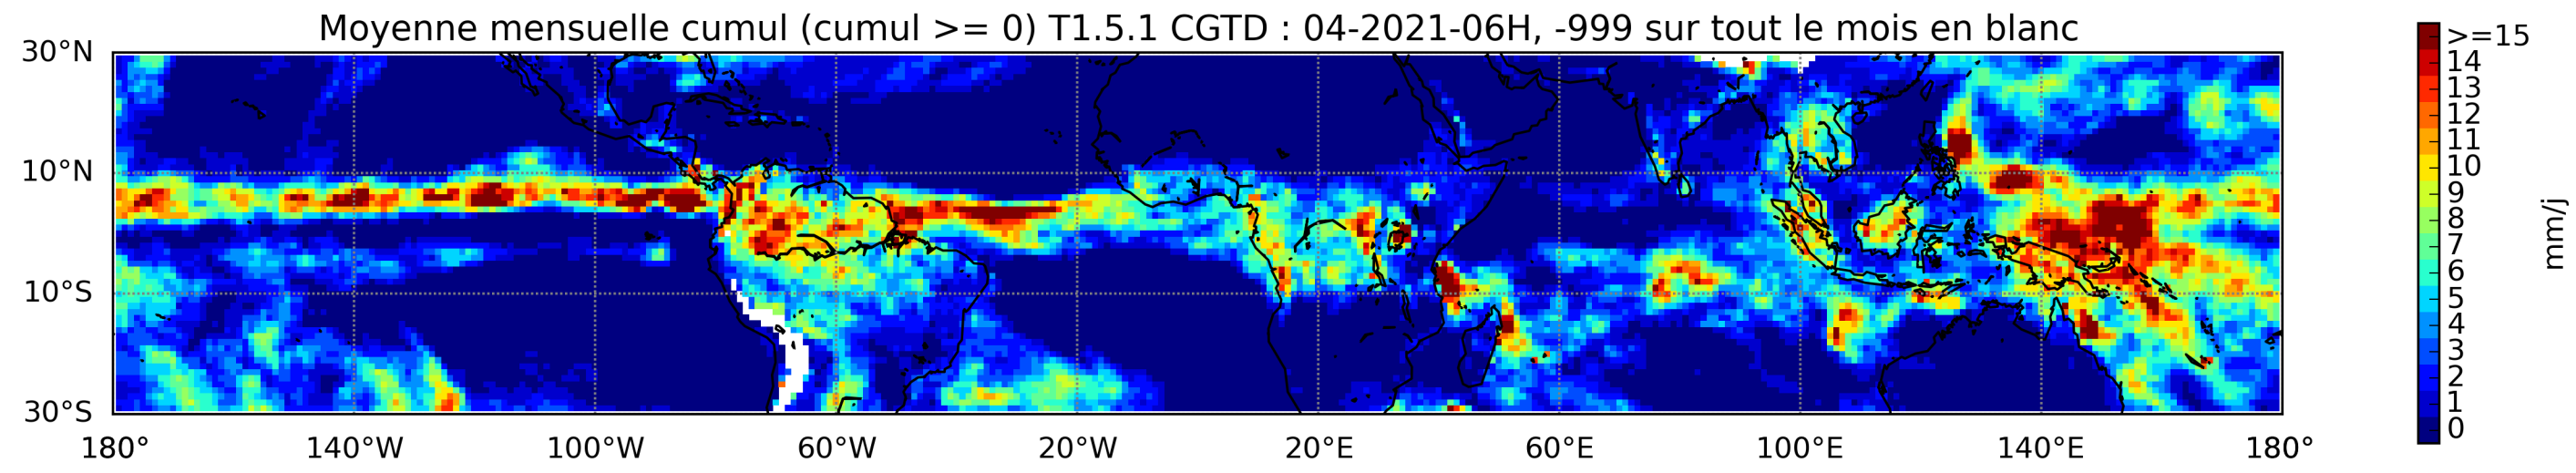 Moyenne mensuelle cumul (cumul >= 0) T1.5.1 CGTD : 04-2021-06H, -999 sur tout le mois en blanc
30°N
10°N
10°S
30°S
180° 140°W 100°W 60°W 20°W 20°E 60°E 100°E 140°E 180°
>=15
14
13
12
11
10
9
8
7
6
5
4
3
2
1
0
mm/j